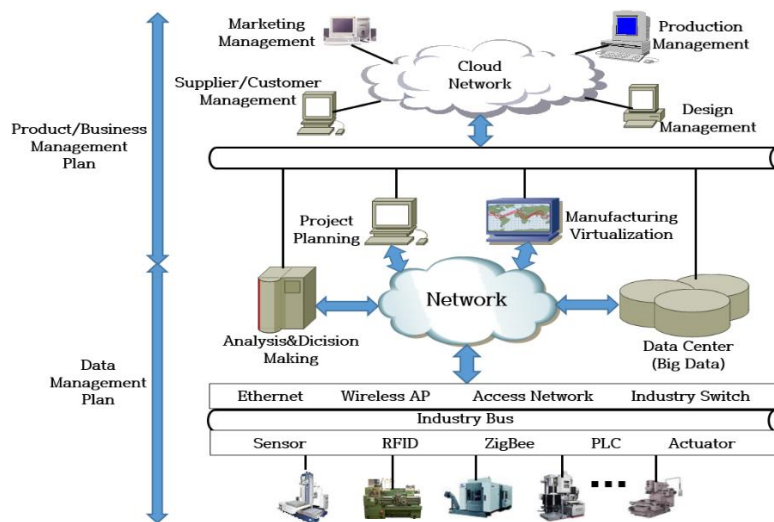 Marketing
Management
Production
Management
Cloud
Network
Supplier/Customer
Management
Design
Management
Product/Business
Management
Plan
Project
Planning
Manufacturing
Virtualization
Network
Analysis&Dicision
Making
Data Center
(Big Data)
Data
Management
Plan
Ethernet Wireless AP Access Network Industry Switch
Industry Bus
Sensor RFID ZigBee PLC Actuator